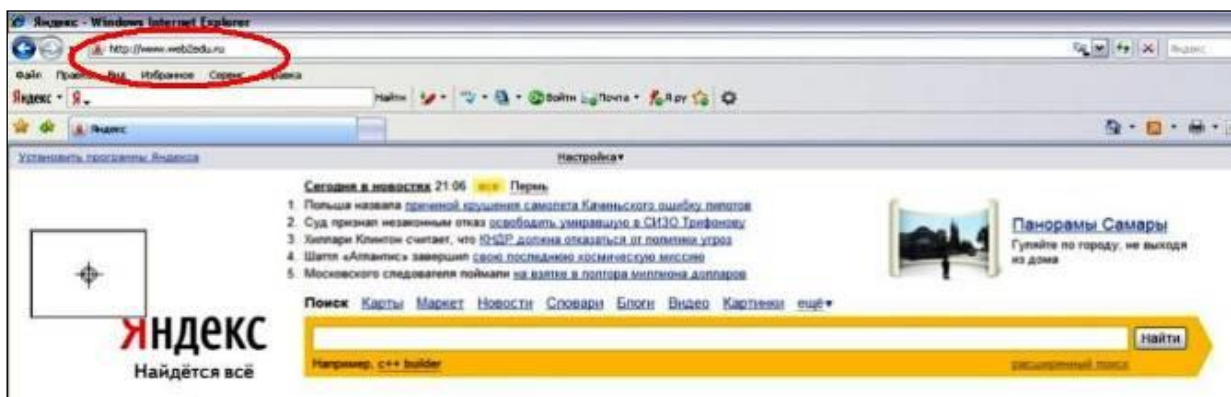 Яндекс - Windows Internet Explorer
http://www.web2edu.ru
Яндекс
Файл Правка Вид Избранное Сервис Справка
Яндекс Я Найти Войти Почта Я.ру
Яндекс
Установить программы Яндекса Настройка
Сегодня в новостях 21:06 все Пермь
1. Польша назвала причиной крушения самолета Качиньского ошибку пилотов
2. Суд признал незаконным отказ освободить умиравшую в СИЗО Трифонову
3. Хиллари Клинтон считает, что КНДР должна отказаться от политики угроз
4. Шаттл «Атлантис» завершил свою последнюю космическую миссию
5. Московского следователя поймали на взятке в полтора миллиона долларов
Панорамы Самары
Гуляйте по городу, не выходя
из дома
Поиск Карты Маркет Новости Словари Блоги Видео Картинки ещё
Яндекс
Найдётся всё
Найти
Например, c++ builder расширенный поиск